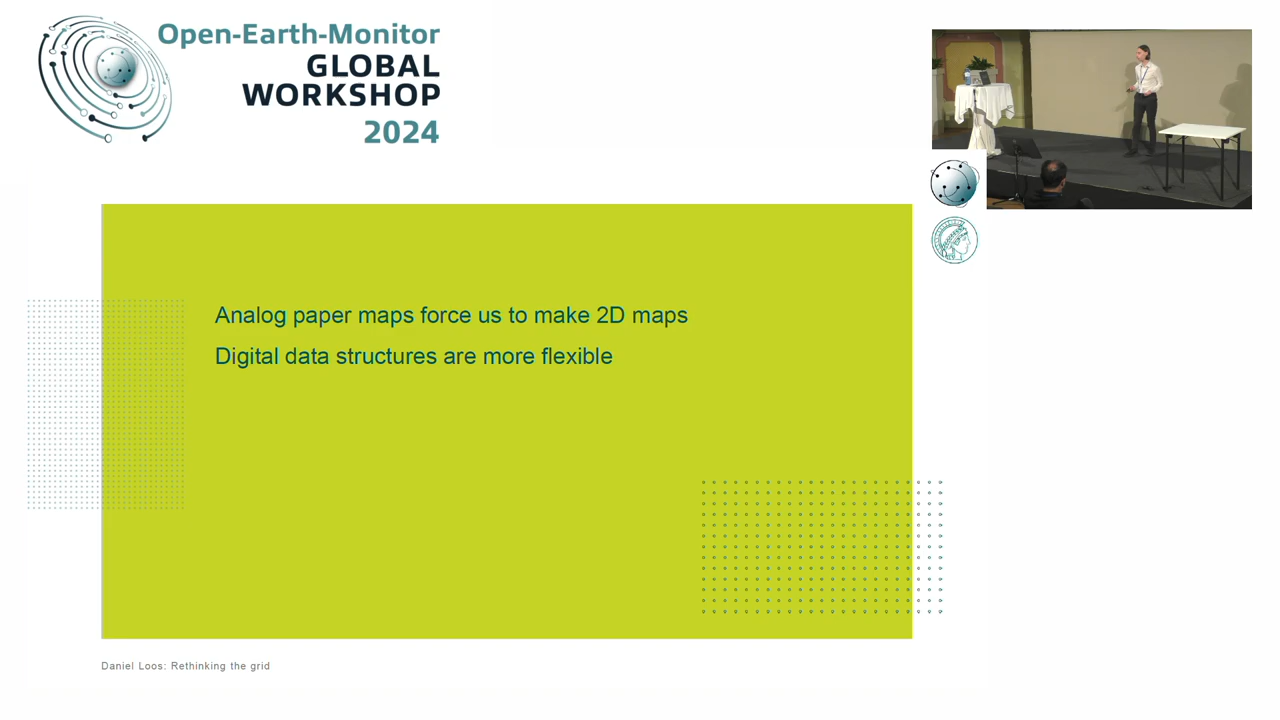 Open-Earth-Monitor
GLOBAL
WORKSHOP
2024
Analog paper maps force us to make 2D maps
Digital data structures are more flexible
Daniel Loos: Rethinking the grid